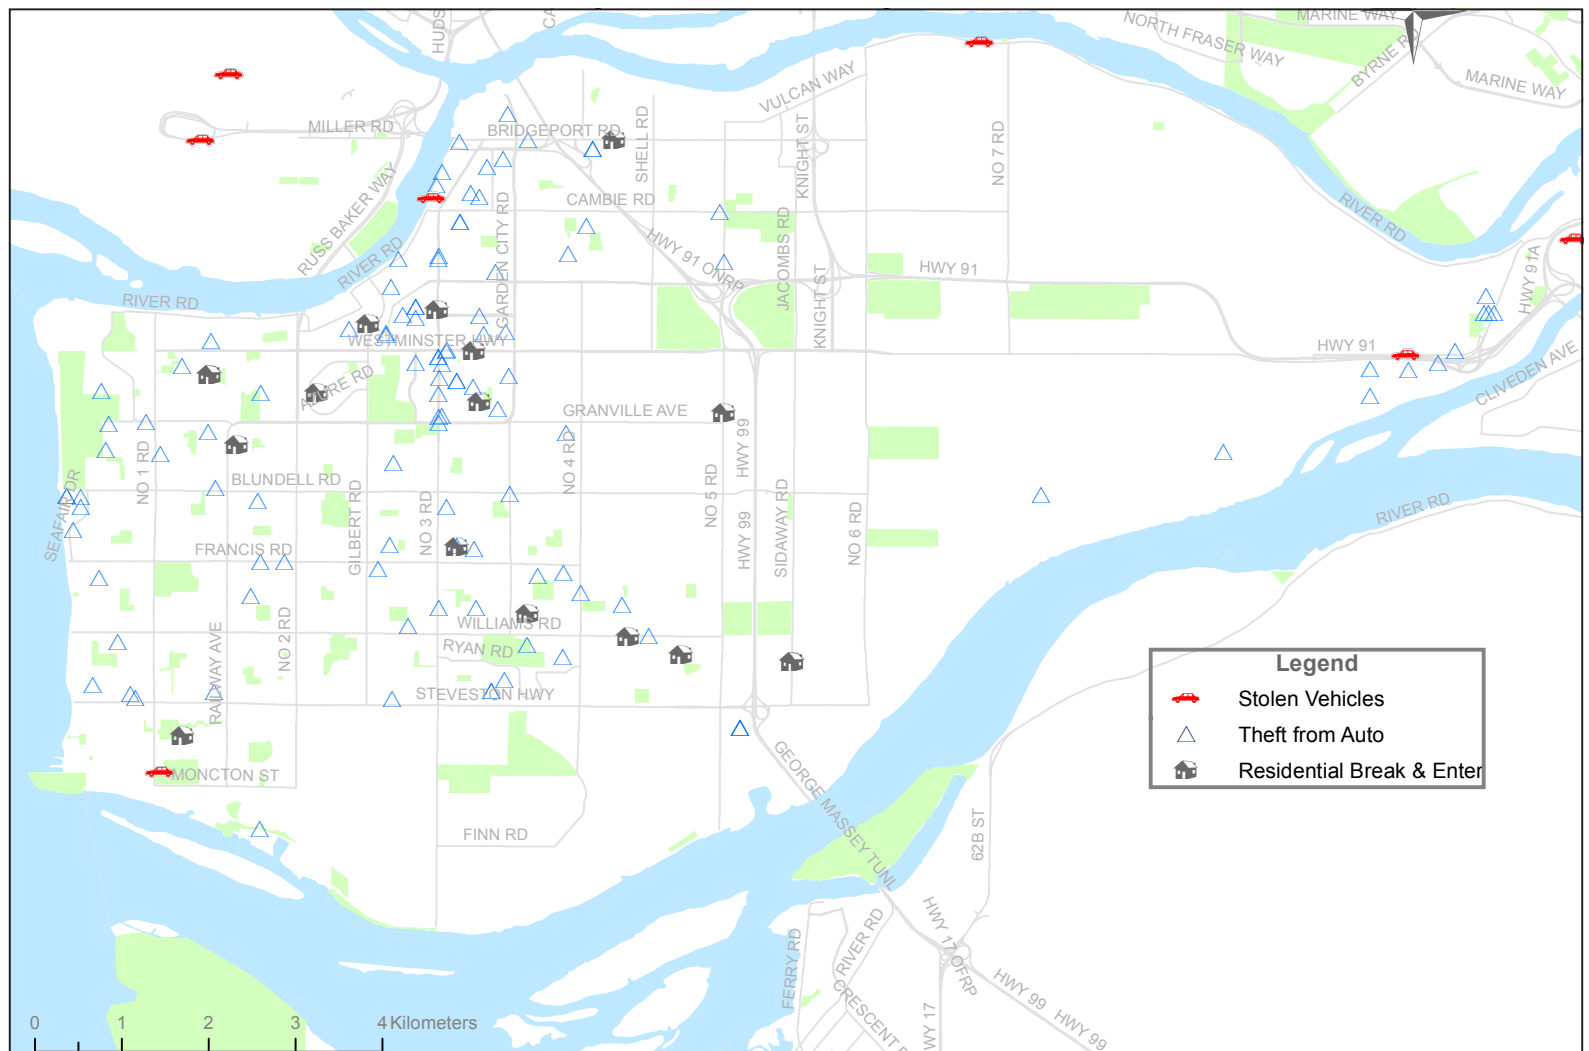 HUDS
CA
NORTH FRASER WAY
MARINE WAY
BYRNE RD
MARINE WAY
VULCAN WAY
MILLER RD
BRIDGEPORT RD
SHELL RD
KNIGHT ST
NO 7 RD
RUSS BAKER WAY
CAMBIE RD
GARDEN CITY RD
JACOMBS RD
RIVER RD
RIVER RD
HWY 91 ONRP
HWY 91
HWY 91A
RIVER RD
KNIGHT ST
WESTMINSTER HWY
HWY 91
CLIVEDEN AVE
GRANVILLE AVE
NO 1 RD
NO 4 RD
HWY 99
BLUNDELL RD
SEAFAIR DR
GILBERT RD
NO 3 RD
NO 5 RD
SIDAWAY RD
NO 6 RD
RIVER RD
FRANCIS RD
HWY 99
WILLIAMS RD
NO 2 RD
RAILWAY AVE
RYAN RD
STEVESTON HWY
Legend
Stolen Vehicles
Theft from Auto
Residential Break & Enter
MONCTON ST
GEORGE MASSEY TUNL
FINN RD
62B ST
HWY 17 OFRP
RIVER RD
FERRY RD
HWY 99
HWY 99
CRESCENT
WY 17
0 1 2 3 4 Kilometers